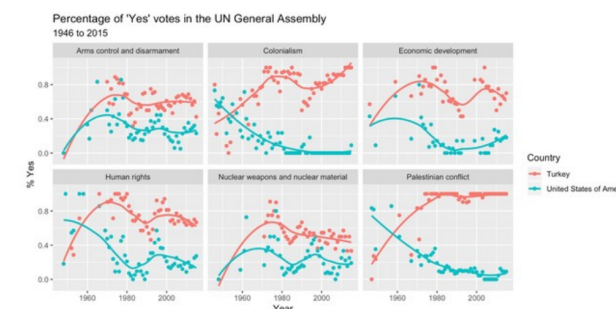 Percentage of 'Yes' votes in the UN General Assembly
1946 to 2015
Arms control and disarmament
Colonialism
Economic development
0.8
0.4
0.0
Human rights
Nuclear weapons and nuclear material
Palestinian conflict
0.8
0.4
0.0
1960 1980 2000
1960 1980 2000
1960 1980 2000
% Yes
Year
Country
Turkey
United States of Ame